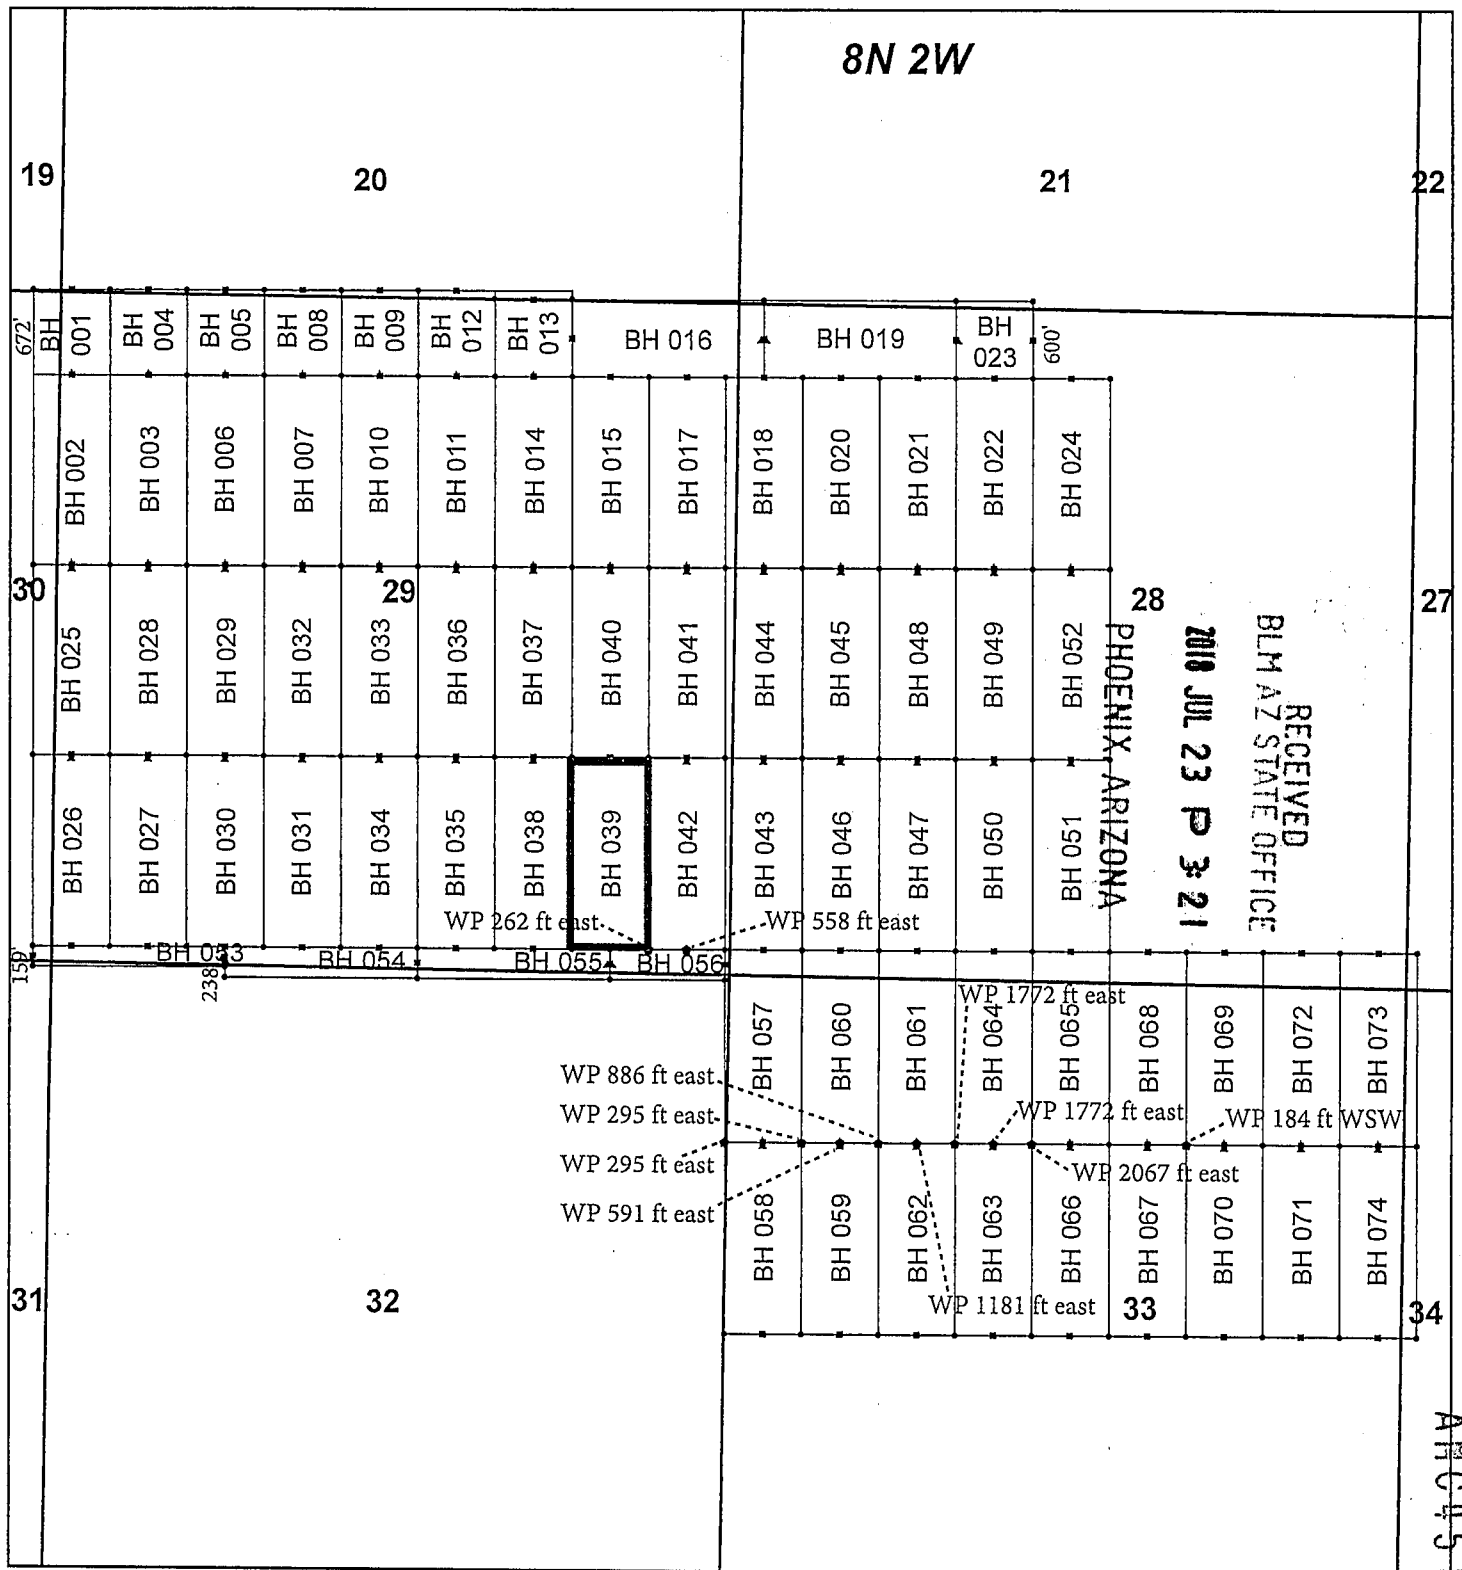 8N 2W
19
20
21
22
672'
BH 001
BH 004
BH 005
BH 008
BH 009
BH 012
BH 013
BH 016
BH 019
BH 023
600'
BH 002
BH 003
BH 006
BH 007
BH 010
BH 011
BH 014
BH 015
BH 017
BH 018
BH 020
BH 021
BH 022
BH 024
30
29
28
27
BH 025
BH 028
BH 029
BH 032
BH 033
BH 036
BH 037
BH 040
BH 041
BH 044
BH 045
BH 048
BH 049
BH 052
RECEIVED
BLM AZ STATE OFFICE
2018 JUL 23 P 3:21
PHOENIX, ARIZONA
BH 026
BH 027
BH 030
BH 031
BH 034
BH 035
BH 038
BH 039
BH 042
BH 043
BH 046
BH 047
BH 050
BH 051
WP 262 ft east
WP 558 ft east
159'
BH 053
238'
BH 054
BH 055
BH 056
WP 1772 ft east
BH 057
BH 060
BH 061
BH 064
BH 065
BH 068
BH 069
BH 072
BH 073
WP 886 ft east
WP 295 ft east
WP 1772 ft east
WP 184 ft WSW
WP 295 ft east
WP 2067 ft east
WP 591 ft east
BH 058
BH 059
BH 062
BH 063
BH 066
BH 067
BH 070
BH 071
BH 074
WP 1181 ft east
31
32
33
34